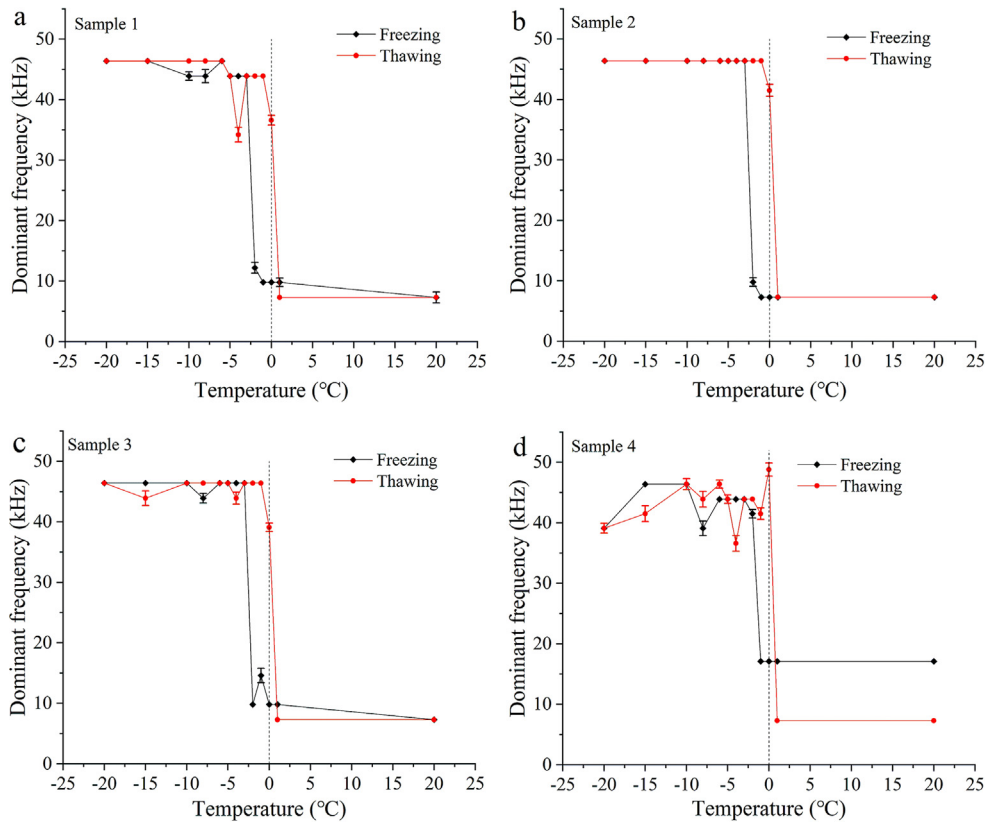 a
Sample 1
Freezing
Thawing
Dominant frequency (kHz)
50
40
30
20
10
0
-25 -20 -15 -10 -5 0 5 10 15 20 25
Temperature (℃)
b
Sample 2
Freezing
Thawing
Dominant frequency (kHz)
50
40
30
20
10
0
-25 -20 -15 -10 -5 0 5 10 15 20 25
Temperature (℃)
c
Sample 3
Freezing
Thawing
Dominant frequency (kHz)
50
40
30
20
10
0
-25 -20 -15 -10 -5 0 5 10 15 20 25
Temperature (℃)
d
Sample 4
Freezing
Thawing
Dominant frequency (kHz)
50
40
30
20
10
0
-25 -20 -15 -10 -5 0 5 10 15 20 25
Temperature (℃)